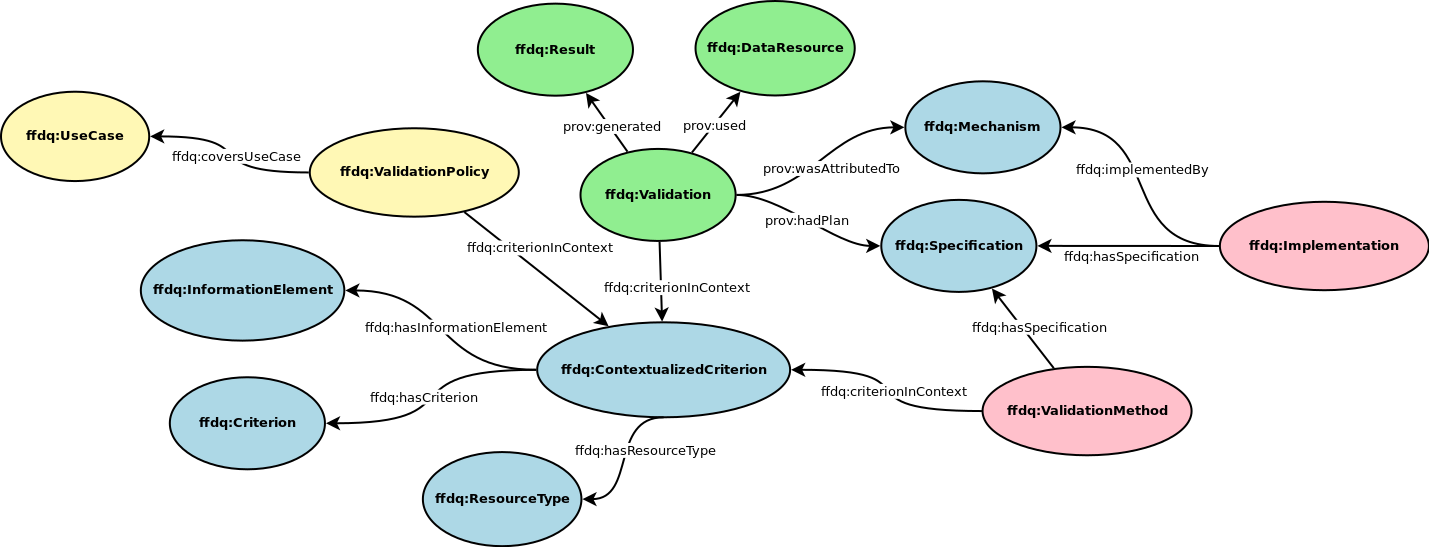 ffdq:Result
ffdq:DataResource
ffdq:UseCase
prov:generated
prov:used
ffdq:Mechanism
ffdq:coversUseCase
ffdq:ValidationPolicy
prov:wasAttributedTo
ffdq:implementedBy
ffdq:Validation
prov:hadPlan
ffdq:criterionInContext
ffdq:Specification
ffdq:Implementation
ffdq:hasSpecification
ffdq:InformationElement
ffdq:criterionInContext
ffdq:hasInformationElement
ffdq:hasSpecification
ffdq:ContextualizedCriterion
ffdq:hasCriterion
ffdq:criterionInContext
ffdq:ValidationMethod
ffdq:Criterion
ffdq:hasResourceType
ffdq:ResourceType